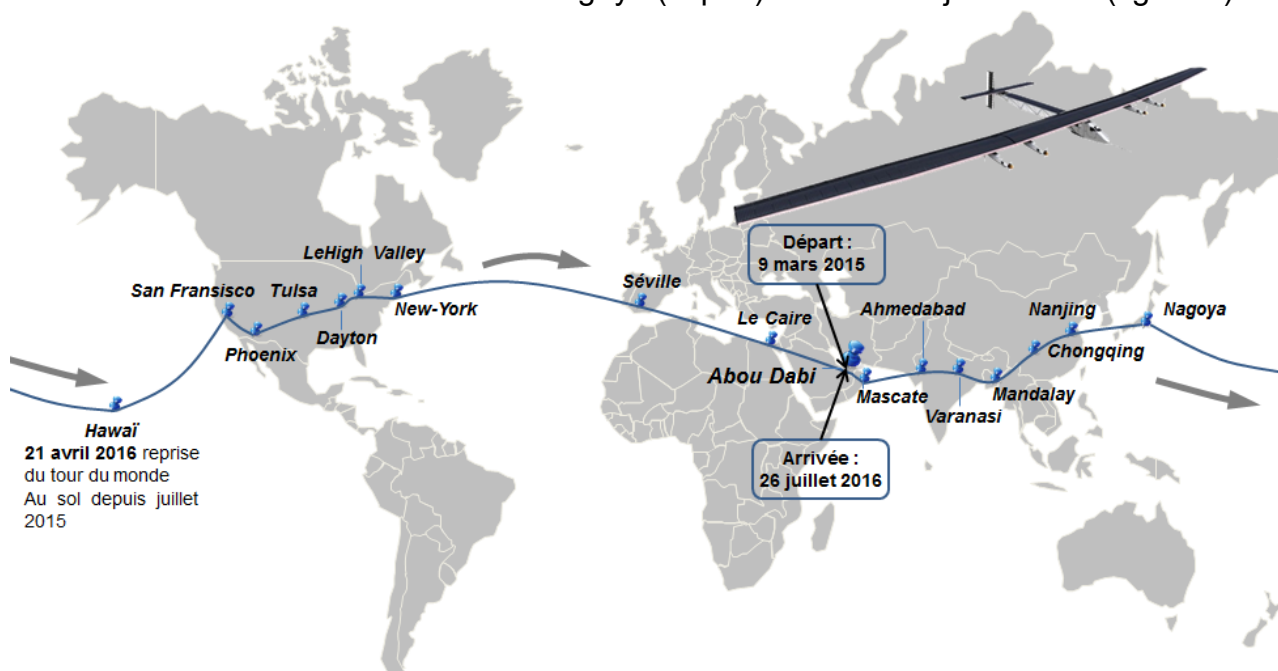 LeHigh Valley
San Fransisco
Tulsa
New-York
Phoenix
Dayton
Hawaï
21 avril 2016 reprise
du tour du monde
Au sol depuis juillet
2015
Départ :
9 mars 2015
Séville
Le Caire
Abou Dabi
Ahmedabad
Nanjing
Nagoya
Chongqing
Mascate
Mandalay
Varanasi
Arrivée :
26 juillet 2016